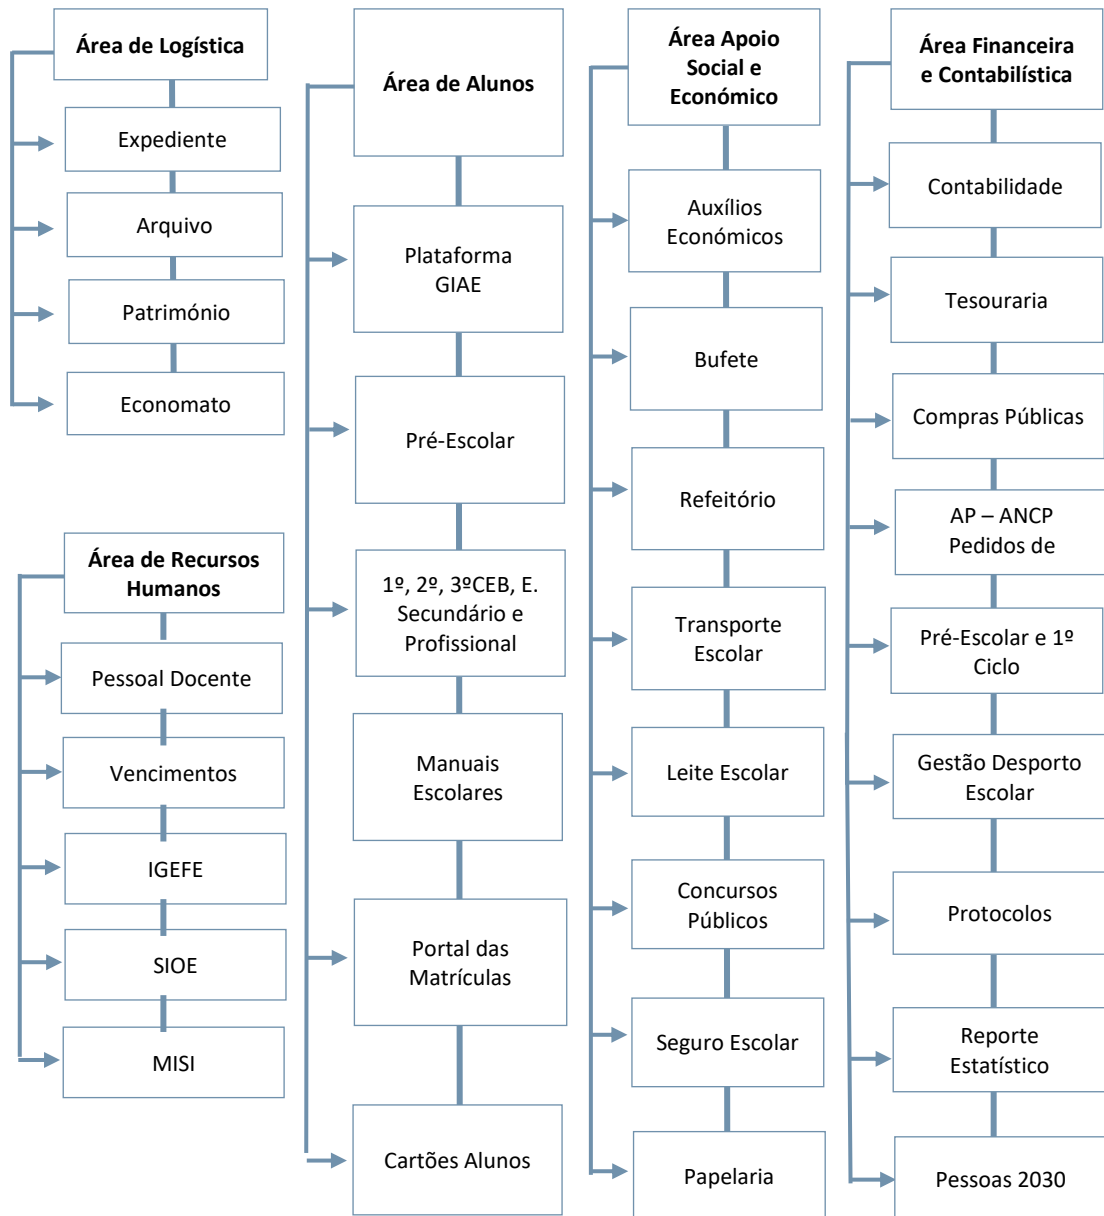 Área de Logística
Expediente
Arquivo
Património
Economato
Área de Recursos
Humanos
Pessoal Docente
Vencimentos
IGEFE
SIOE
MISI
Área de Alunos
Plataforma
GIAE
Pré-Escolar
1º, 2º, 3ºCEB, E.
Secundário e
Profissional
Manuais
Escolares
Portal das
Matrículas
Cartões Alunos
Área Apoio
Social e
Económico
Auxílios
Económicos
Bufete
Refeitório
Transporte
Escolar
Leite Escolar
Concursos
Públicos
Seguro Escolar
Papelaria
Área Financeira
e Contabilística
Contabilidade
Tesouraria
Compras Públicas
AP – ANCP
Pedidos de
Pré-Escolar e 1º
Ciclo
Gestão Desporto
Escolar
Protocolos
Reporte
Estatístico
Pessoas 2030